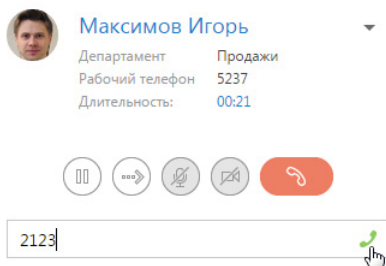 Максимов Игорь
Департамент Продажи
Рабочий телефон 5237
Длительность: 00:21
2123